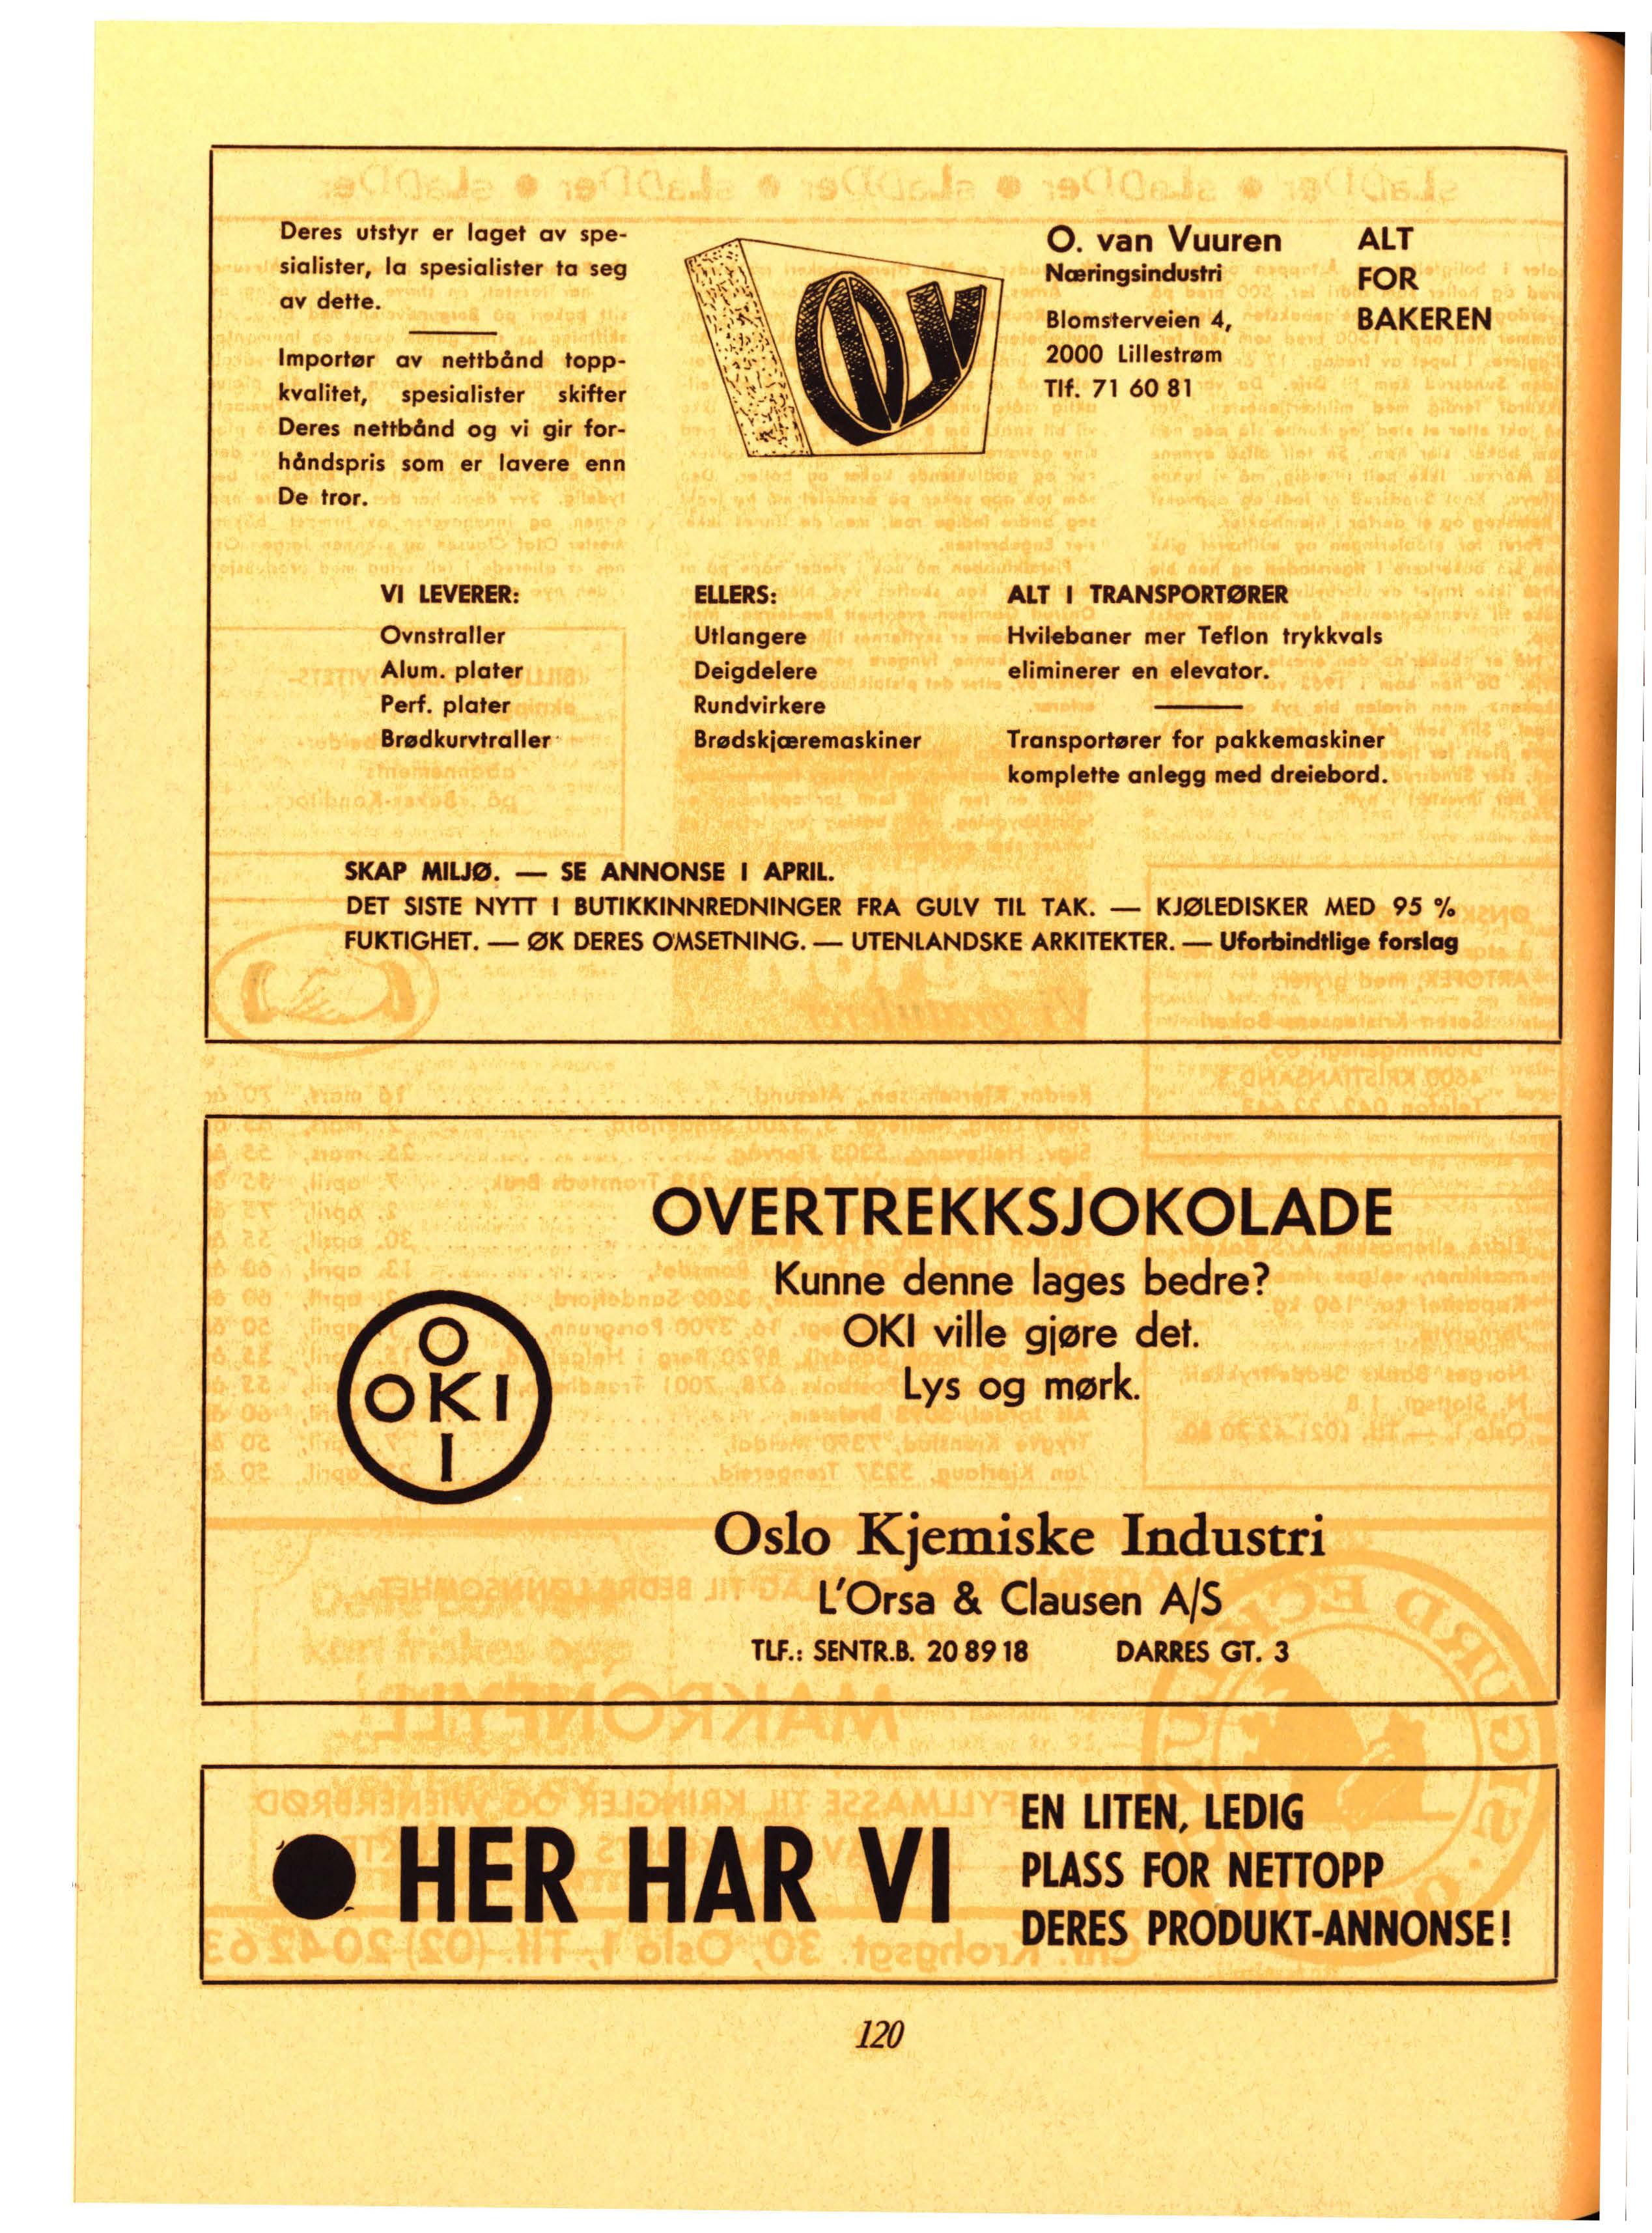 Deres utstyr er laget av spe-
sialister, la spesialister ta seg
av dette.
Importør av nettbånd topp-
kvalitet, spesialister skifter
Deres nettbånd og vi gir for-
håndspris som er lavere enn
De tror.
OV
O. van Vuuren
Næringsindustri
Blomsterveien 4,
2000 Lillestrøm
Tlf. 71 60 81
ALT
FOR
BAKEREN
VI LEVERER:
Ovnstraller
Alum. plater
Perf. plater
Brødkurvtraller
ELLERS:
Utlangere
Deigdelere
Rundvirkere
Brødskjæremaskiner
ALT I TRANSPORTØRER
Hvilebaner mer Teflon trykkvals
eliminerer en elevator.
Transportører for pakkemaskiner
komplette anlegg med dreiebord.
SKAP MILJØ. — SE ANNONSE I APRIL.
DET SISTE NYTT I BUTIKKINNREDNINGER FRA GULV TIL TAK. — KJØLEDISKER MED 95 %
FUKTIGHET. — ØK DERES OMSETNING. — UTENLANDSKE ARKITEKTER. — Uforbindtlige forslag
OVERTREKKSJOKOLADE
Kunne denne lages bedre?
OKI ville gjøre det.
Lys og mørk.
O
OKI
I
Oslo Kjemiske Industri
L'Orsa & Clausen A/S
TLF.: SENTR.B. 20 89 18 DARRES GT. 3
● HER HAR VI
EN LITEN, LEDIG
PLASS FOR NETTOPP
DERES PRODUKT-ANNONSE!
120